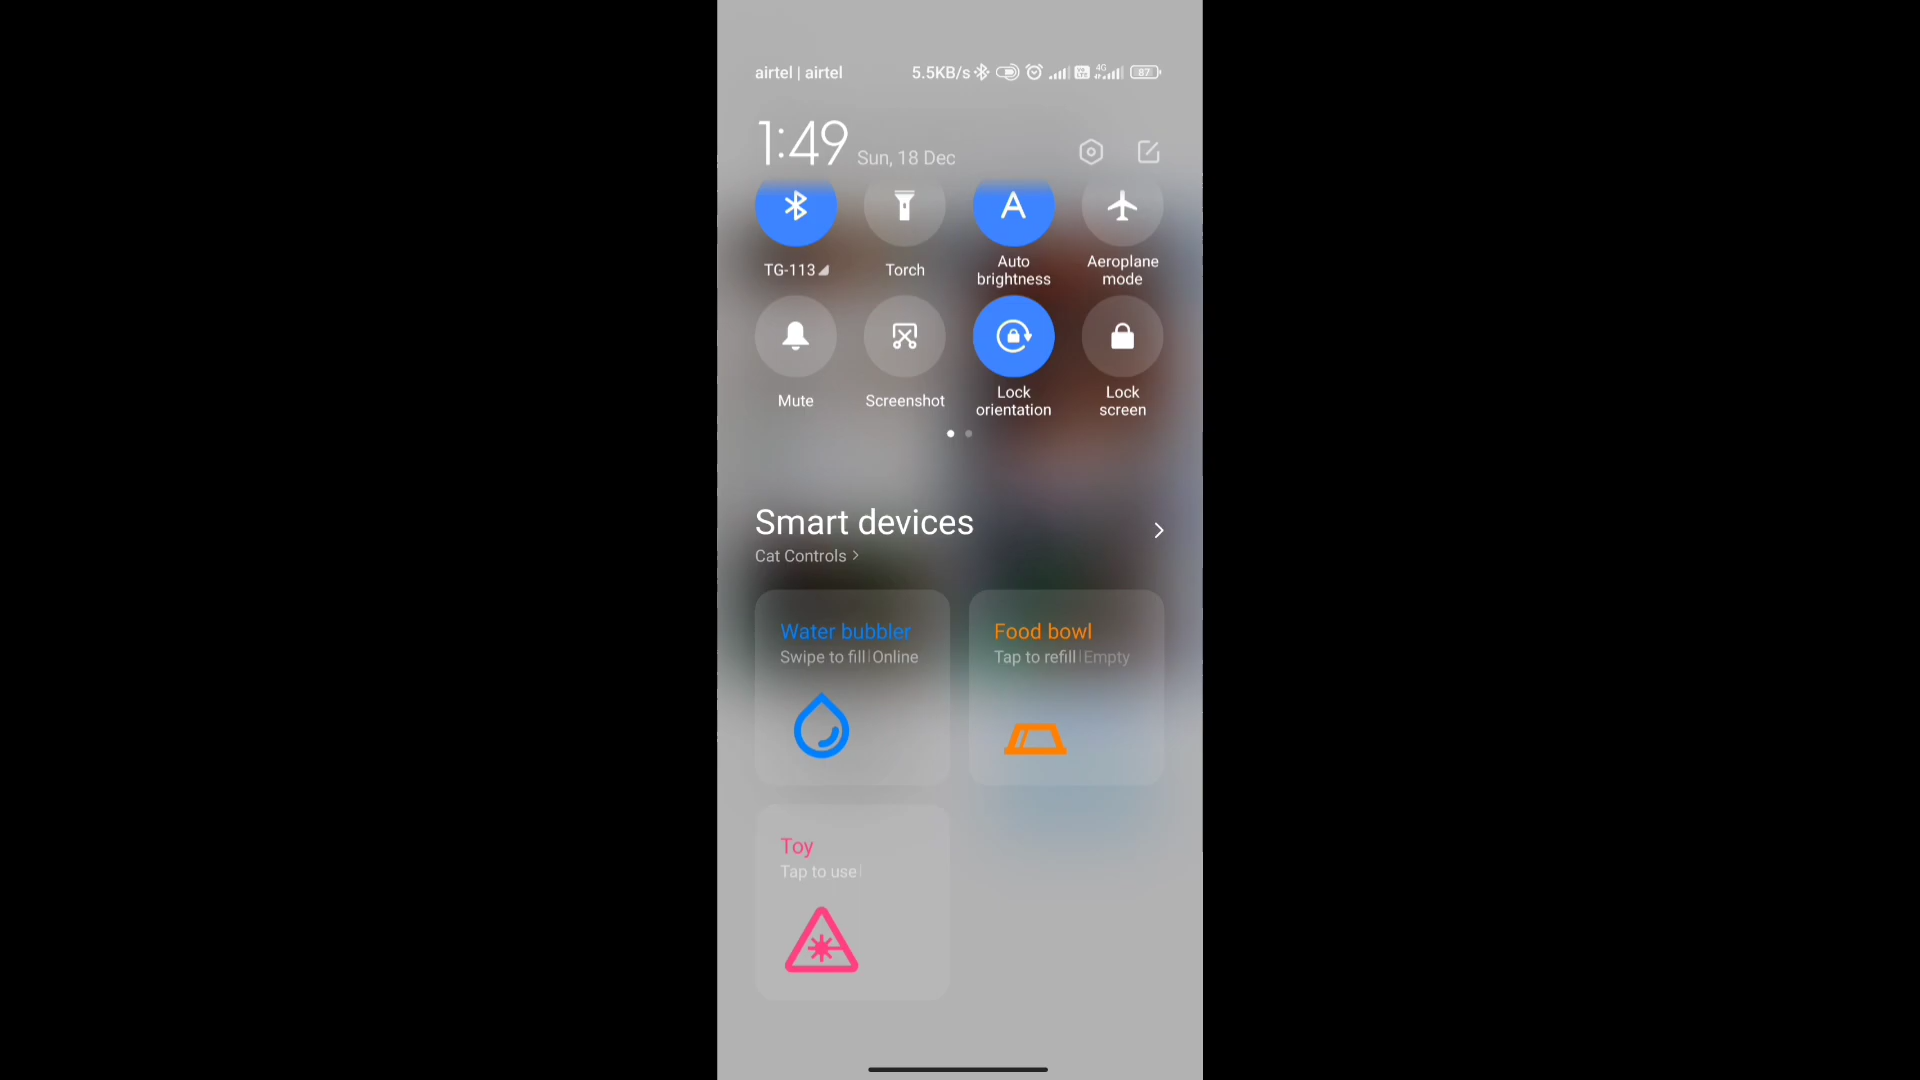 airtel | airtel 5.5KB/s 4G 87
1:49 Sun, 18 Dec
TG-113 Torch Auto brightness Aeroplane mode
Mute Screenshot Lock orientation Lock screen
Smart devices
Cat Controls
Water bubbler
Swipe to fill Online
Food bowl
Tap to refill Empty
Toy
Tap to use